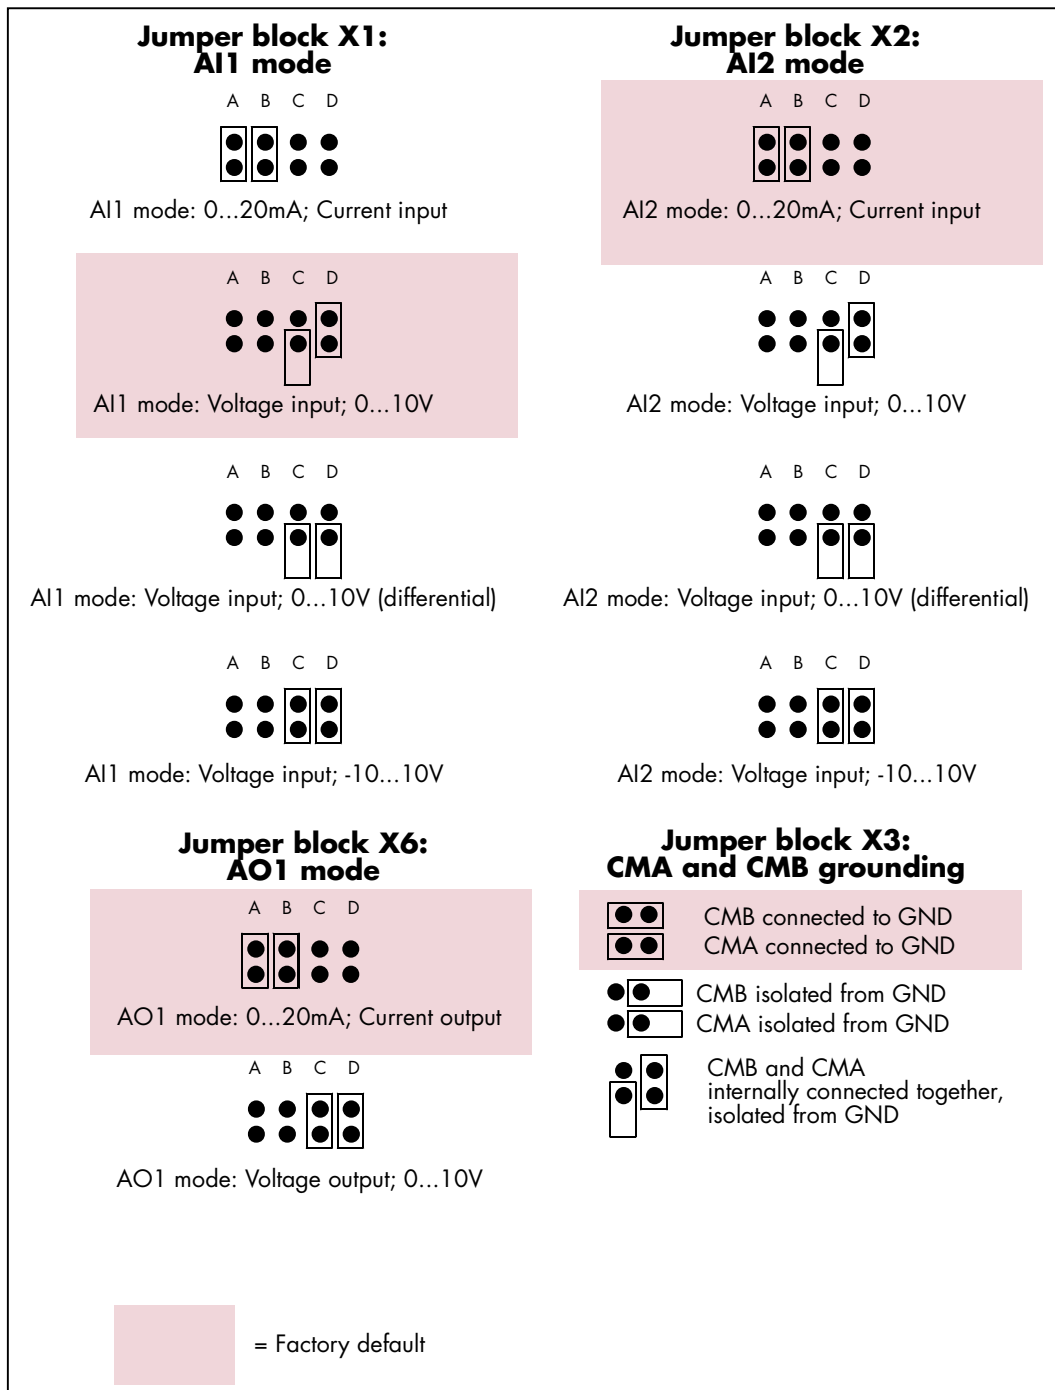 Jumper block X1:
AI1 mode
A B C D
AI1 mode: 0...20mA; Current input
A B C D
AI1 mode: Voltage input; 0...10V
A B C D
AI1 mode: Voltage input; 0...10V (differential)
A B C D
AI1 mode: Voltage input; -10...10V
Jumper block X2:
AI2 mode
A B C D
AI2 mode: 0...20mA; Current input
A B C D
AI2 mode: Voltage input; 0...10V
A B C D
AI2 mode: Voltage input; 0...10V (differential)
A B C D
AI2 mode: Voltage input; -10...10V
Jumper block X6:
AO1 mode
A B C D
AO1 mode: 0...20mA; Current output
A B C D
AO1 mode: Voltage output; 0...10V
Jumper block X3:
CMA and CMB grounding
CMB connected to GND
CMA connected to GND
CMB isolated from GND
CMA isolated from GND
CMB and CMA
internally connected together,
isolated from GND
= Factory default